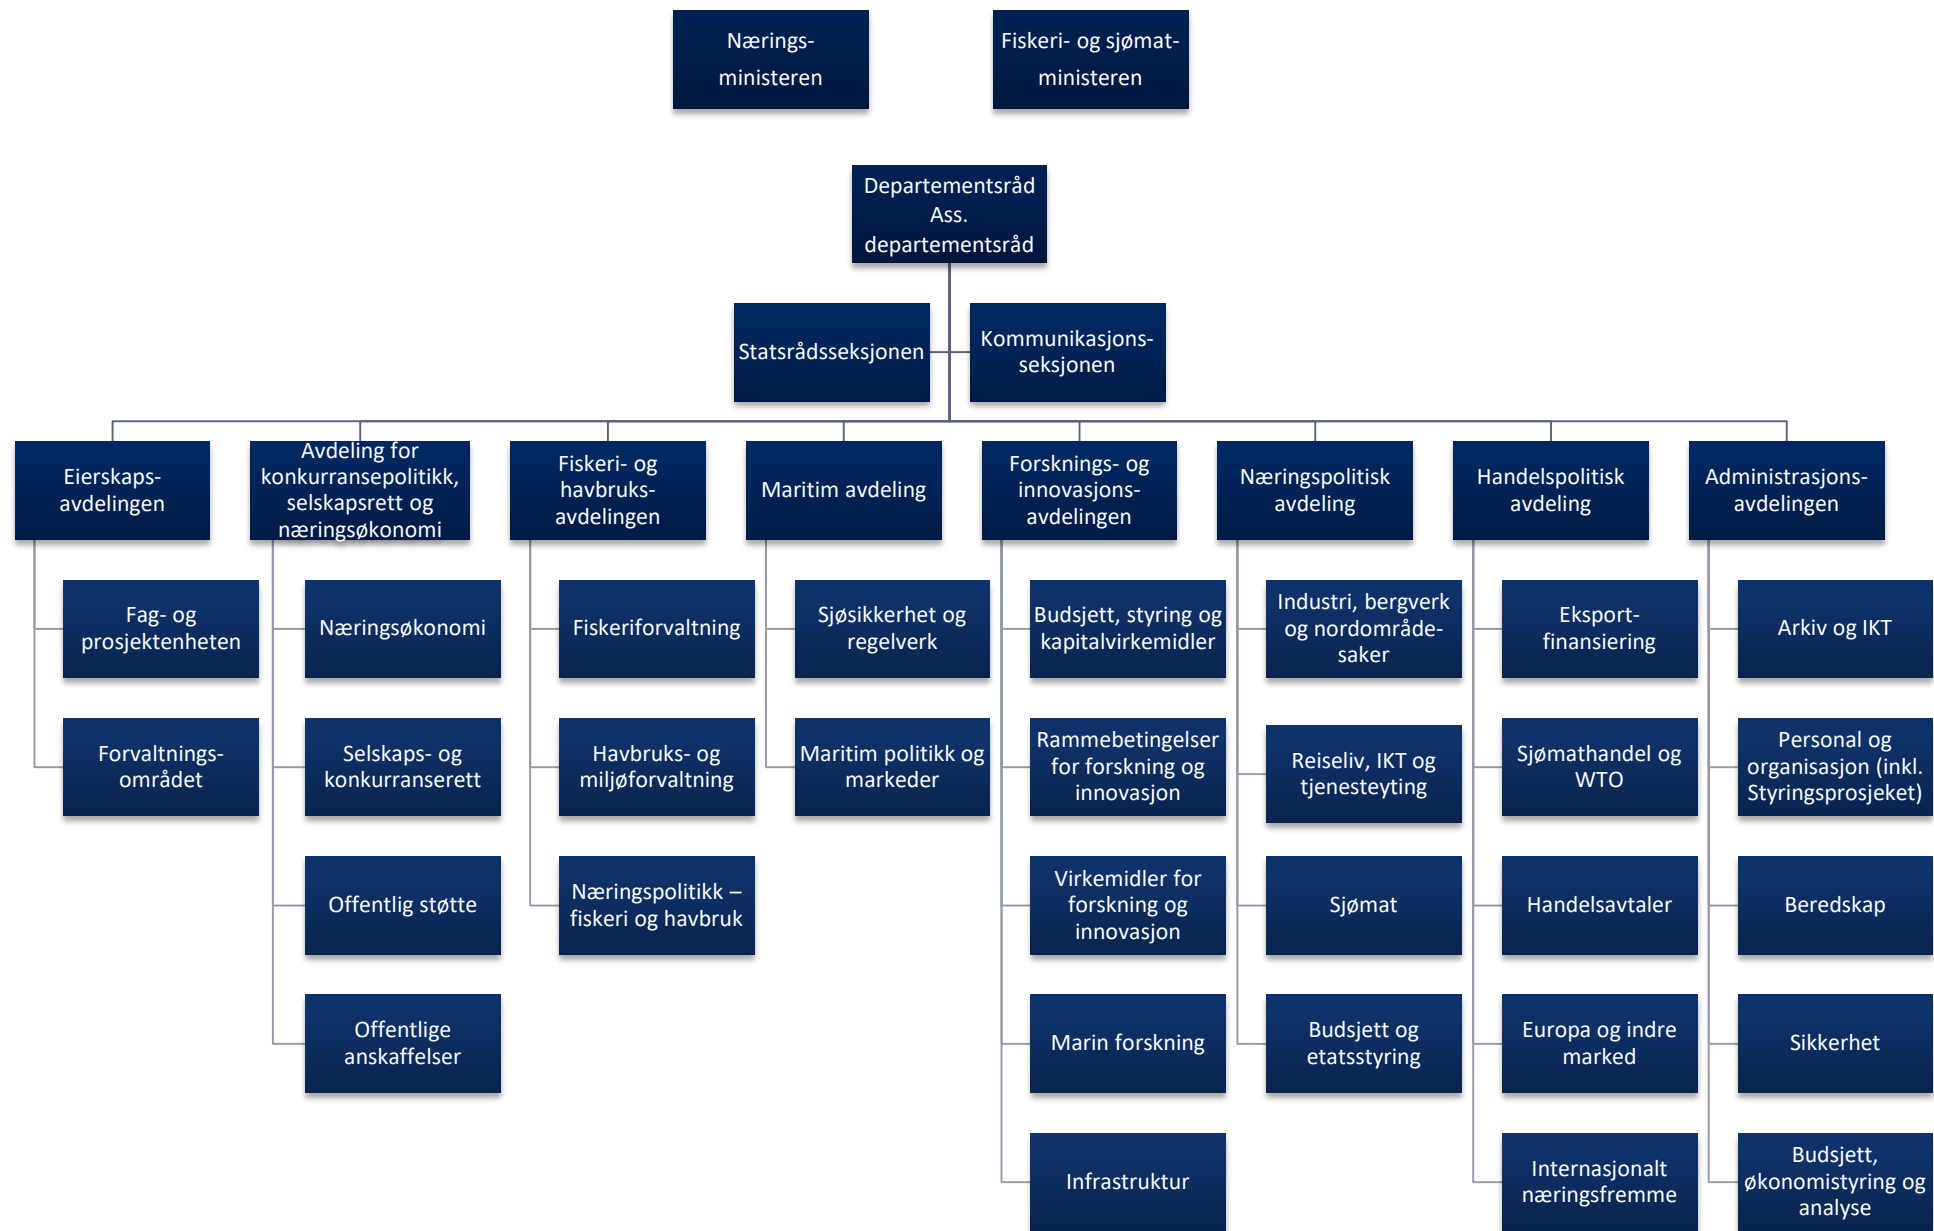 Nærings-
ministeren
Fiskeri- og sjømat-
ministeren
Departementsråd
Ass.
departementsråd
Statsrådsseksjonen
Kommunikasjons-
seksjonen
Eierskaps-
avdelingen
Avdeling for
konkurransepolitikk,
selskapsrett og
næringsøkonomi
Fiskeri- og
havbruks-
avdelingen
Maritim avdeling
Forsknings- og
innovasjons-
avdelingen
Næringspolitisk
avdeling
Handelspolitisk
avdeling
Administrasjons-
avdelingen
Fag- og
prosjektenheten
Forvaltnings-
området
Næringsøkonomi
Selskaps- og
konkurranserett
Offentlig støtte
Offentlige
anskaffelser
Fiskeriforvaltning
Havbruks- og
miljøforvaltning
Næringspolitikk –
fiskeri og havbruk
Sjøsikkerhet og
regelverk
Maritim politikk og
markeder
Budsjett, styring og
kapitalvirkemidler
Rammebetingelser
for forskning og
innovasjon
Virkemidler for
forskning og
innovasjon
Marin forskning
Infrastruktur
Industri, bergverk
og nordområde-
saker
Reiseliv, IKT og
tjenesteyting
Sjømat
Budsjett og
etatsstyring
Eksport-
finansiering
Sjømathandel og
WTO
Handelsavtaler
Europa og indre
marked
Internasjonalt
næringsfremme
Arkiv og IKT
Personal og
organisasjon (inkl.
Styringsprosjeket)
Beredskap
Sikkerhet
Budsjett,
økonomistyring og
analyse